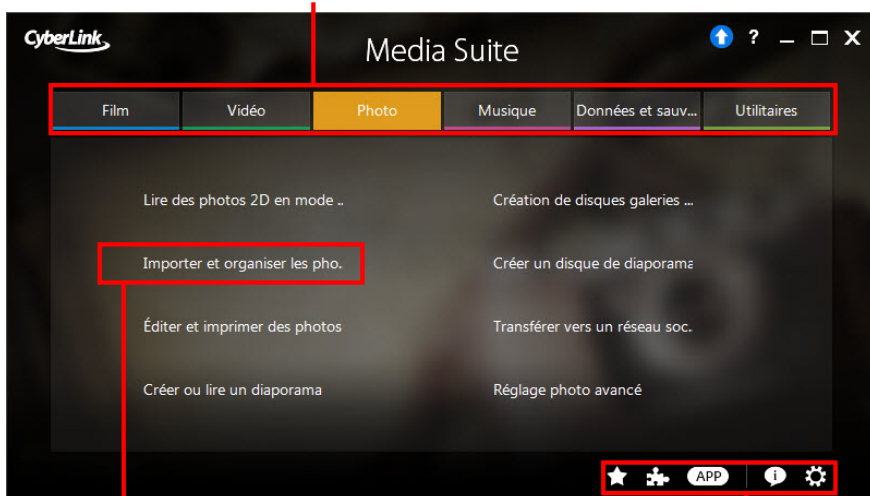 CyberLink
Media Suite
?
Film
Vidéo
Photo
Musique
Données et sauv...
Utilitaires
Lire des photos 2D en mode ..
Création de disques galeries ...
Importer et organiser les pho.
Créer un disque de diaporama
Éditer et imprimer des photos
Transférer vers un réseau soc.
Créer ou lire un diaporama
Réglage photo avancé
APP